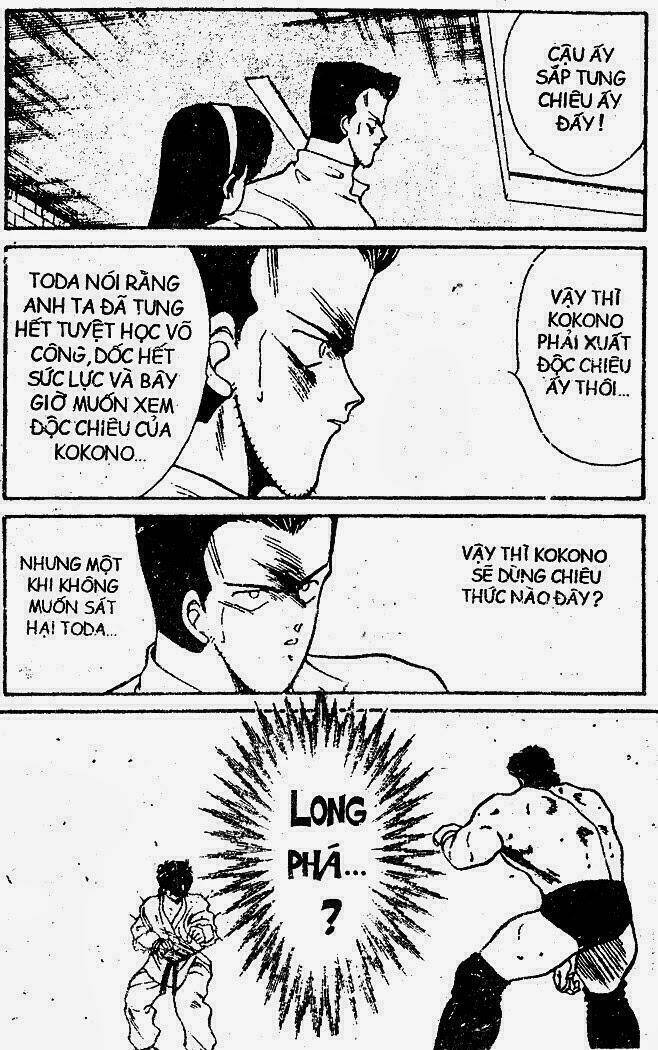 CẬU ẤY
SẮP TUNG
CHIÊU ẤY
ĐẤY!
VẬY THÌ
KOKONO
PHẢI XUẤT
ĐỘC CHIÊU
ẤY THÔI...
TODA NÓI RẰNG
ANH TA ĐÃ TUNG
HẾT TUYỆT HỌC VÕ
CÔNG, DỐC HẾT
SỨC LỰC VÀ BÂY
GIỜ MUỐN XEM
ĐỘC CHIÊU CỦA
KOKONO...
VẬY THÌ KOKONO
SẼ DÙNG CHIÊU
THỨC NÀO ĐÂY?
NHƯNG MỘT
KHI KHÔNG
MUỐN SÁT
HẠI TODA...
LONG
PHÁ...
?